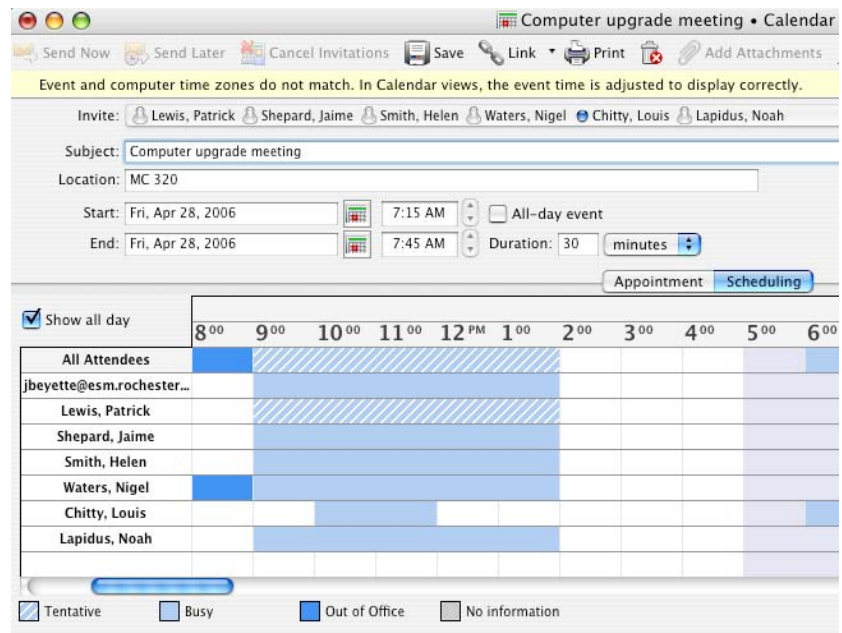 Computer upgrade meeting • Calendar
Send Now Send Later Cancel Invitations Save Link Print Add Attachments
Event and computer time zones do not match. In Calendar views, the event time is adjusted to display correctly.
Invite: Lewis, Patrick Shepard, Jaime Smith, Helen Waters, Nigel Chitty, Louis Lapidus, Noah
Subject: Computer upgrade meeting
Location: MC 320
Start: Fri, Apr 28, 2006 7:15 AM All-day event
End: Fri, Apr 28, 2006 7:45 AM Duration: 30 minutes
Appointment Scheduling
Show all day
8 00 9 00 10 00 11 00 12 PM 1 00 2 00 3 00 4 00 5 00 6 00
All Attendees
jbeyette@esm.rochester...
Lewis, Patrick
Shepard, Jaime
Smith, Helen
Waters, Nigel
Chitty, Louis
Lapidus, Noah
Tentative Busy Out of Office No information